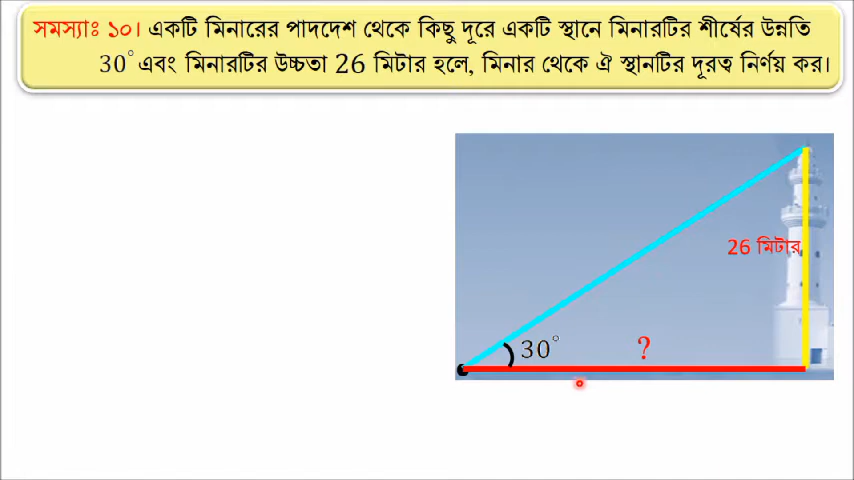 সমস্যাঃ ১০। একটি মিনারের পাদদেশ থেকে কিছু দূরে একটি স্থানে মিনারটির শীর্ষের উন্নতি
30° এবং মিনারটির উচ্চতা 26 মিটার হলে, মিনার থেকে ঐ স্থানটির দূরত্ব নির্ণয় কর।
26 মিটার
30°
?